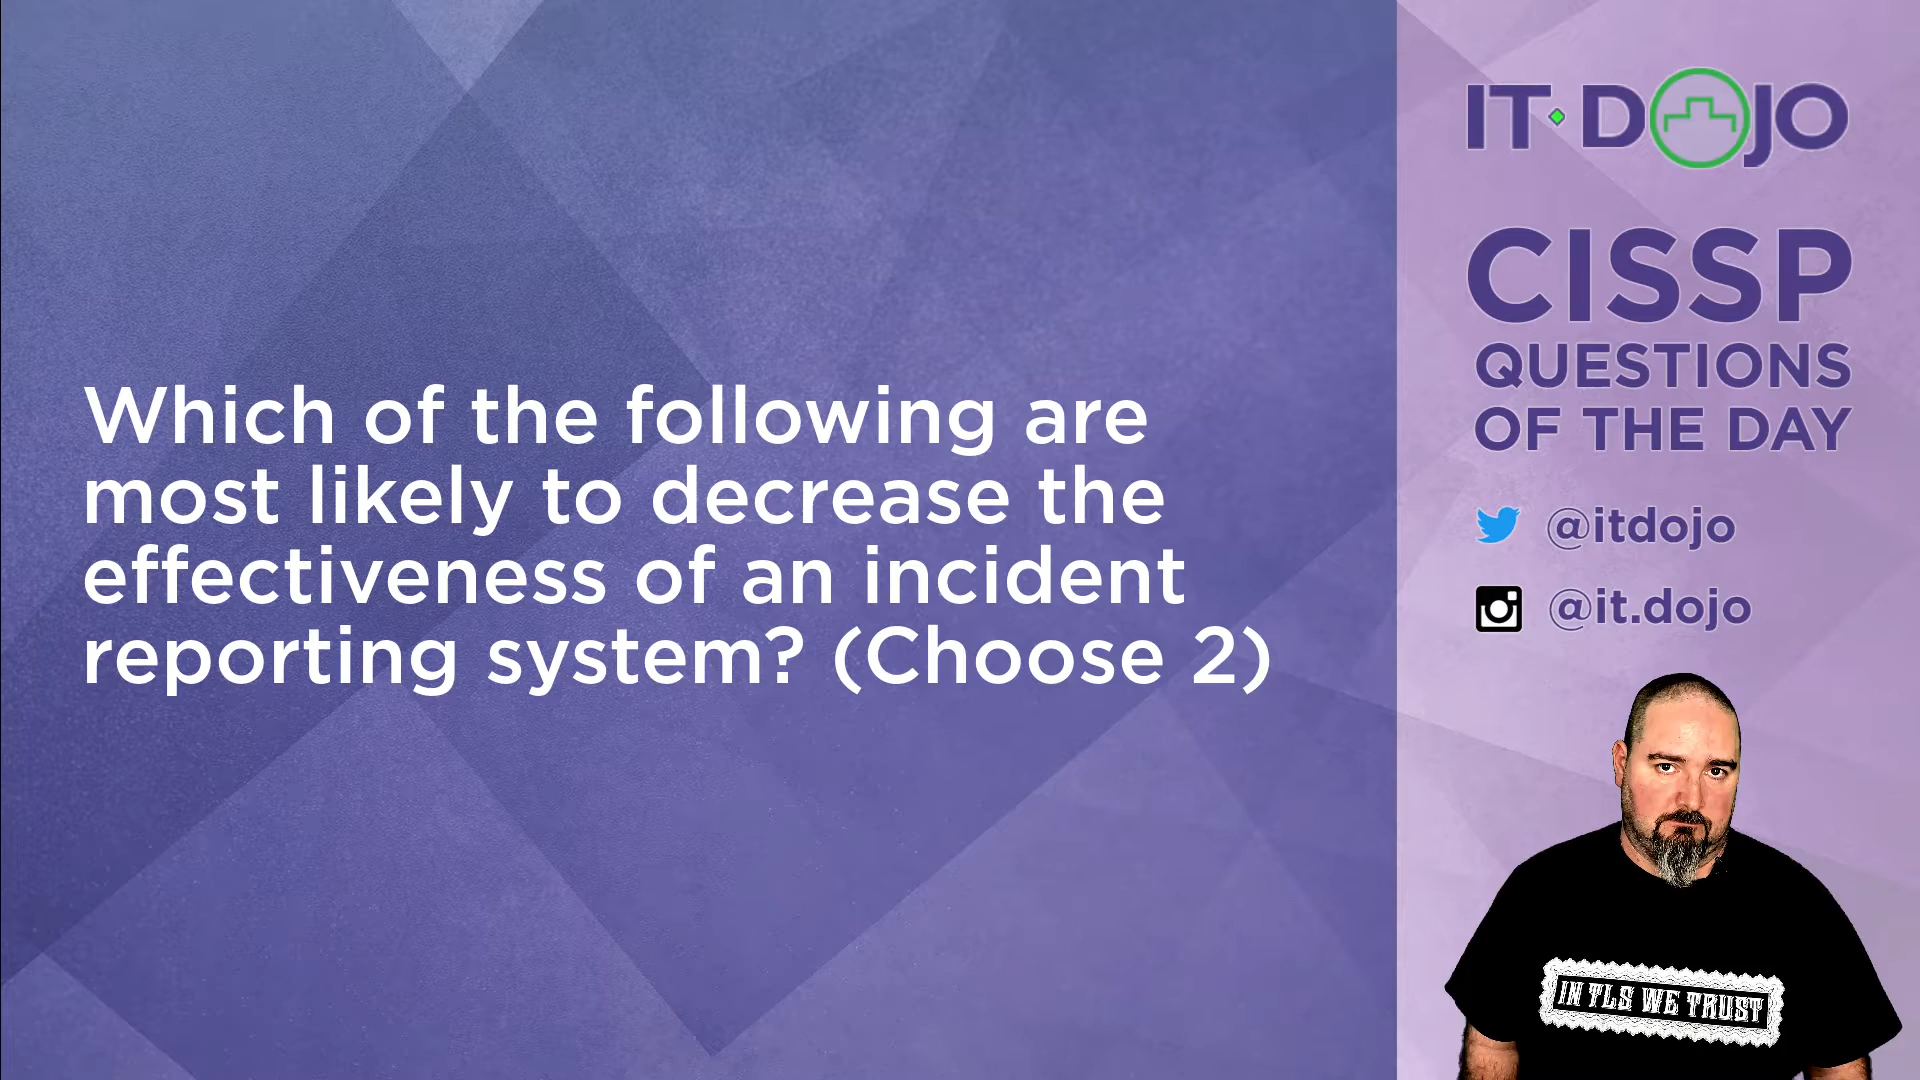 Which of the following are
most likely to decrease the
effectiveness of an incident
reporting system? (Choose 2)
IT DOJO
CISSP
QUESTIONS
OF THE DAY
@itdojo
@it.dojo
IN TLS WE TRUST